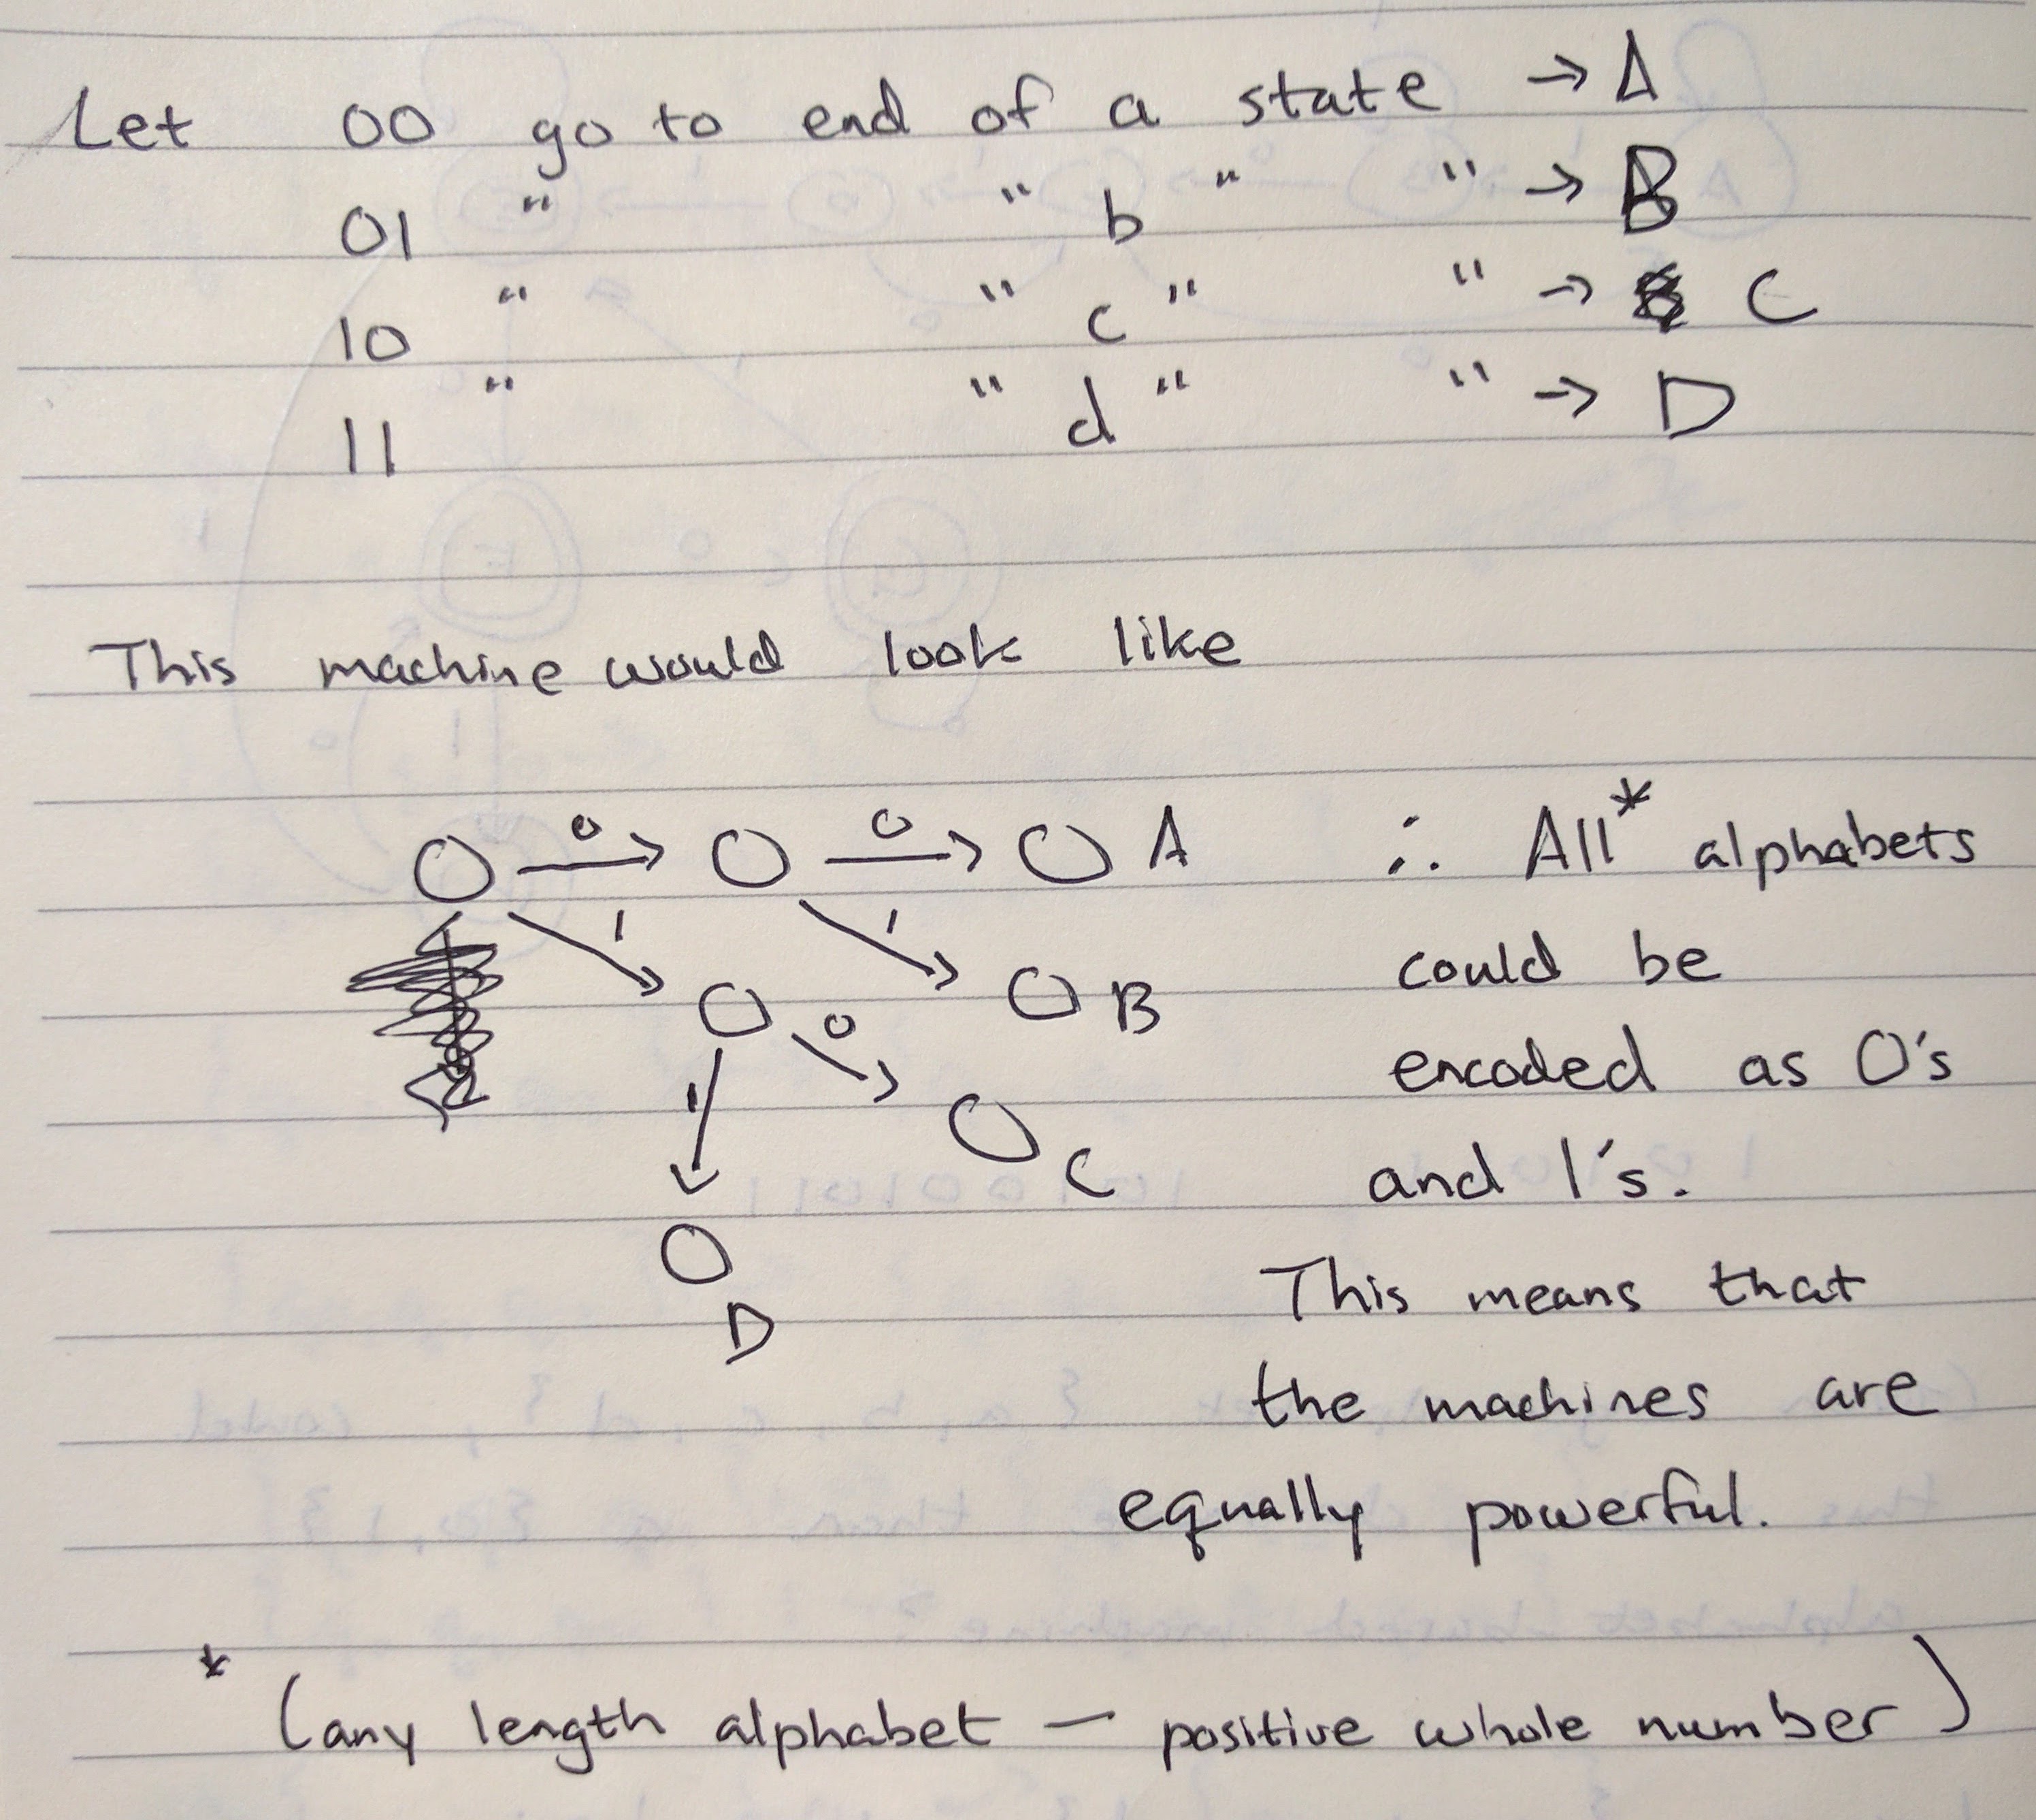 Let 00 go to end of a state → A
01 " " b " " → B
10 " " c " " → C
11 " " d " " → D
This machine would look like
0 0 A
1 1
0 B
1 C
D
∴ All* alphabets
could be
encoded as 0's
and 1's.
This means that
the machines are
equally powerful.
* (any length alphabet — positive whole number)